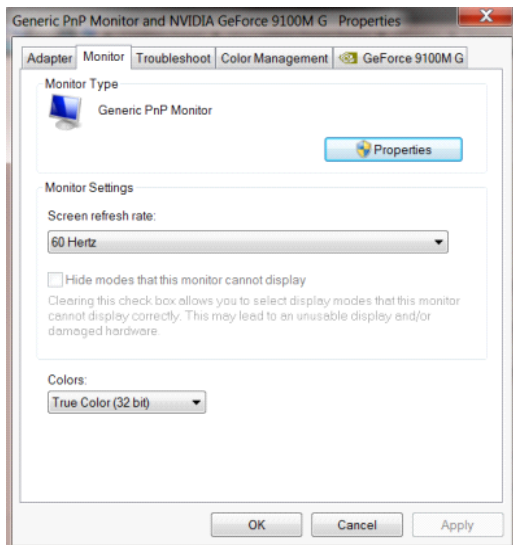 Generic PnP Monitor and NVIDIA GeForce 9100M G Properties
Adapter Monitor Troubleshoot Color Management GeForce 9100M G
Monitor Type
Generic PnP Monitor
Properties
Monitor Settings
Screen refresh rate:
60 Hertz
Hide modes that this monitor cannot display
Clearing this check box allows you to select display modes that this monitor
cannot display correctly. This may lead to an unusable display and/or
damaged hardware.
Colors:
True Color (32 bit)
OK Cancel Apply